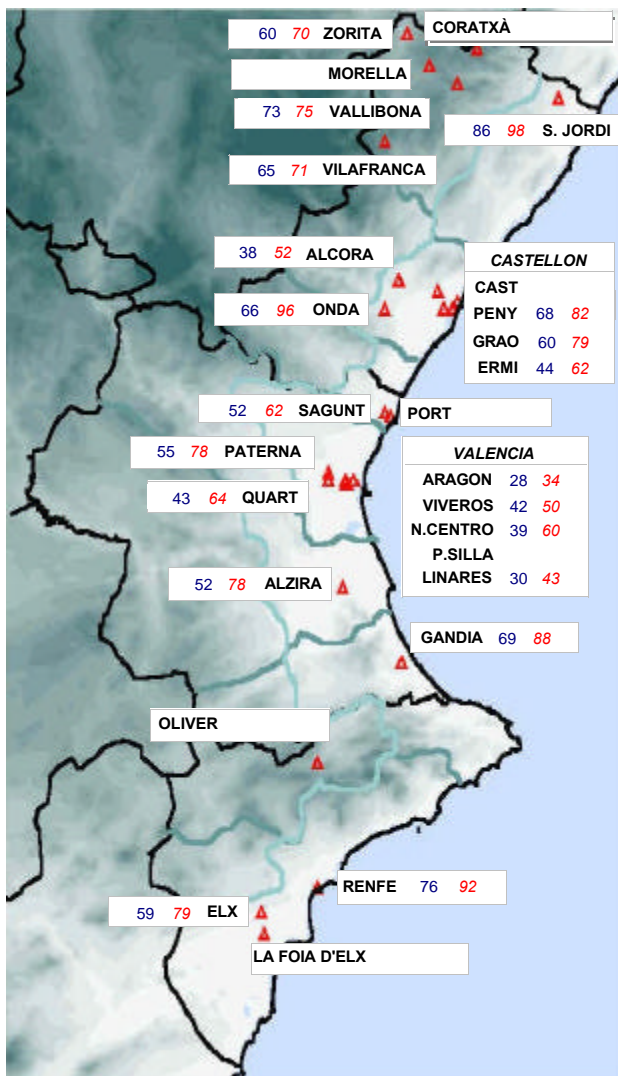 60 70 ZORITA
CORATXÀ
MORELLA
73 75 VALLIBONA
86 98 S. JORDI
65 71 VILAFRANCA
38 52 ALCORA
66 96 ONDA
CASTELLON
CAST
PENY 68 82
GRAO 60 79
ERMI 44 62
52 62 SAGUNT
PORT
55 78 PATERNA
43 64 QUART
VALENCIA
ARAGON 28 34
VIVEROS 42 50
N.CENTRO 39 60
P.SILLA
LINARES 30 43
52 78 ALZIRA
GANDIA 69 88
OLIVER
RENFE 76 92
59 79 ELX
LA FOIA D'ELX